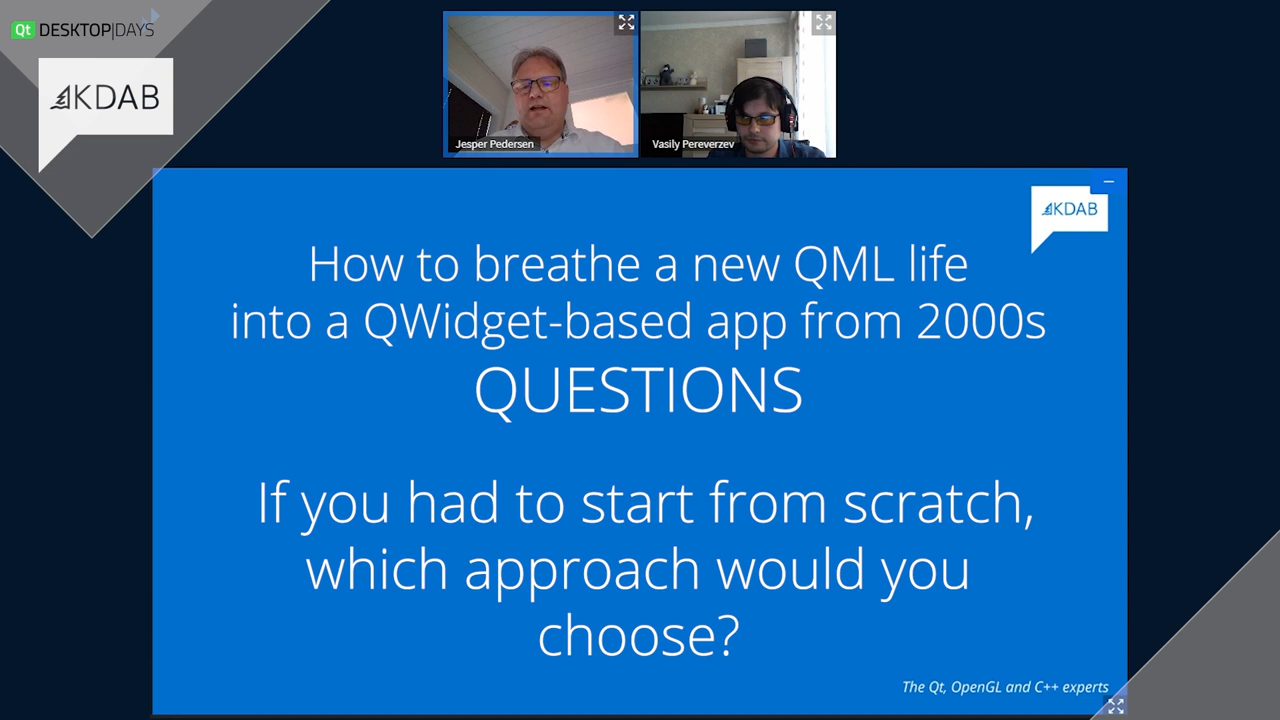 Qt DESKTOP|DAYS
KDAB
Jesper Pedersen
Vasily Pereverzev
KDAB
How to breathe a new QML life
into a QWidget-based app from 2000s
QUESTIONS
If you had to start from scratch,
which approach would you
choose?
The Qt, OpenGL and C++ experts